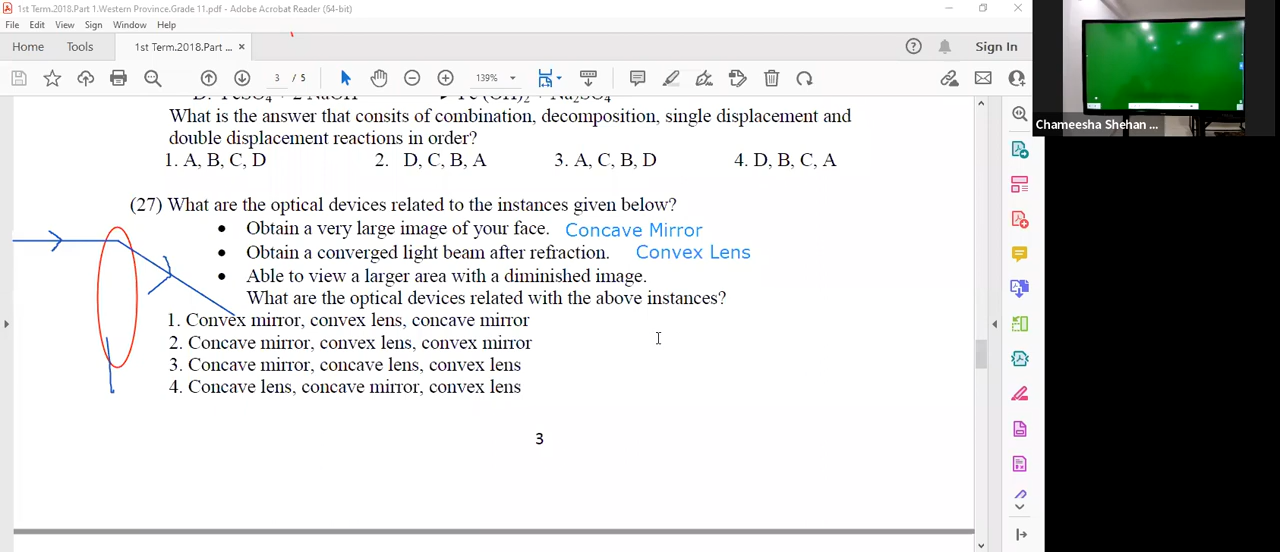 1st Term.2018.Part 1.Western Province.Grade 11.pdf - Adobe Acrobat Reader (64-bit)
File Edit View Sign Window Help
Home Tools 1st Term.2018.Part ... × Sign In
3 / 5 139%
What is the answer that consits of combination, decomposition, single displacement and
double displacement reactions in order?
1. A, B, C, D 2. D, C, B, A 3. A, C, B, D 4. D, B, C, A
(27) What are the optical devices related to the instances given below?
• Obtain a very large image of your face. Concave Mirror
• Obtain a converged light beam after refraction. Convex Lens
• Able to view a larger area with a diminished image.
What are the optical devices related with the above instances?
1. Convex mirror, convex lens, concave mirror
2. Concave mirror, convex lens, convex mirror
3. Concave mirror, concave lens, convex lens
4. Concave lens, concave mirror, convex lens
3
Chameesha Shehan ...